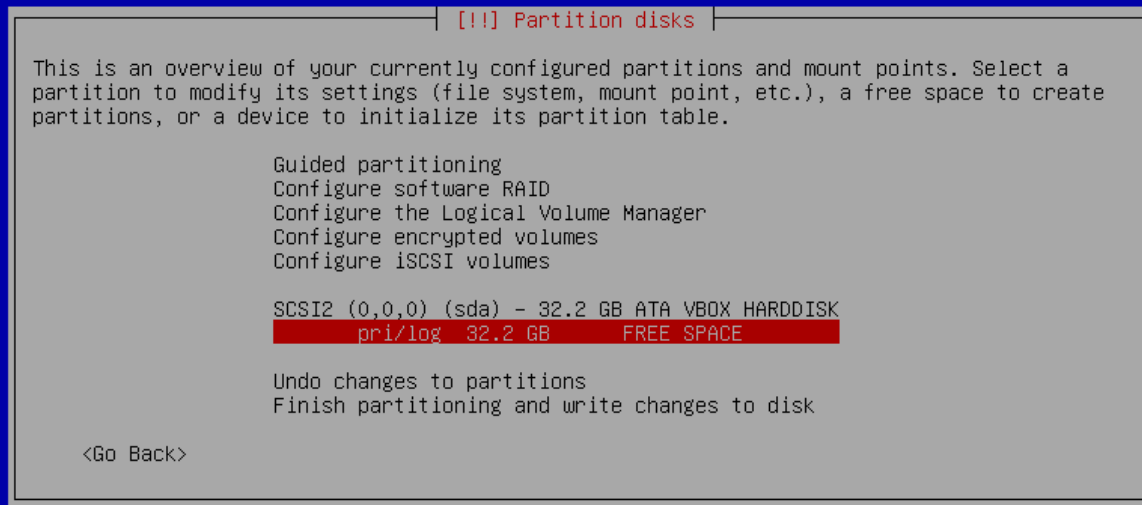 [!!] Partition disks
This is an overview of your currently configured partitions and mount points. Select a
partition to modify its settings (file system, mount point, etc.), a free space to create
partitions, or a device to initialize its partition table.
Guided partitioning
Configure software RAID
Configure the Logical Volume Manager
Configure encrypted volumes
Configure iSCSI volumes
SCSI2 (0,0,0) (sda) – 32.2 GB ATA VBOX HARDDISK
pri/log 32.2 GB FREE SPACE
Undo changes to partitions
Finish partitioning and write changes to disk
<Go Back>